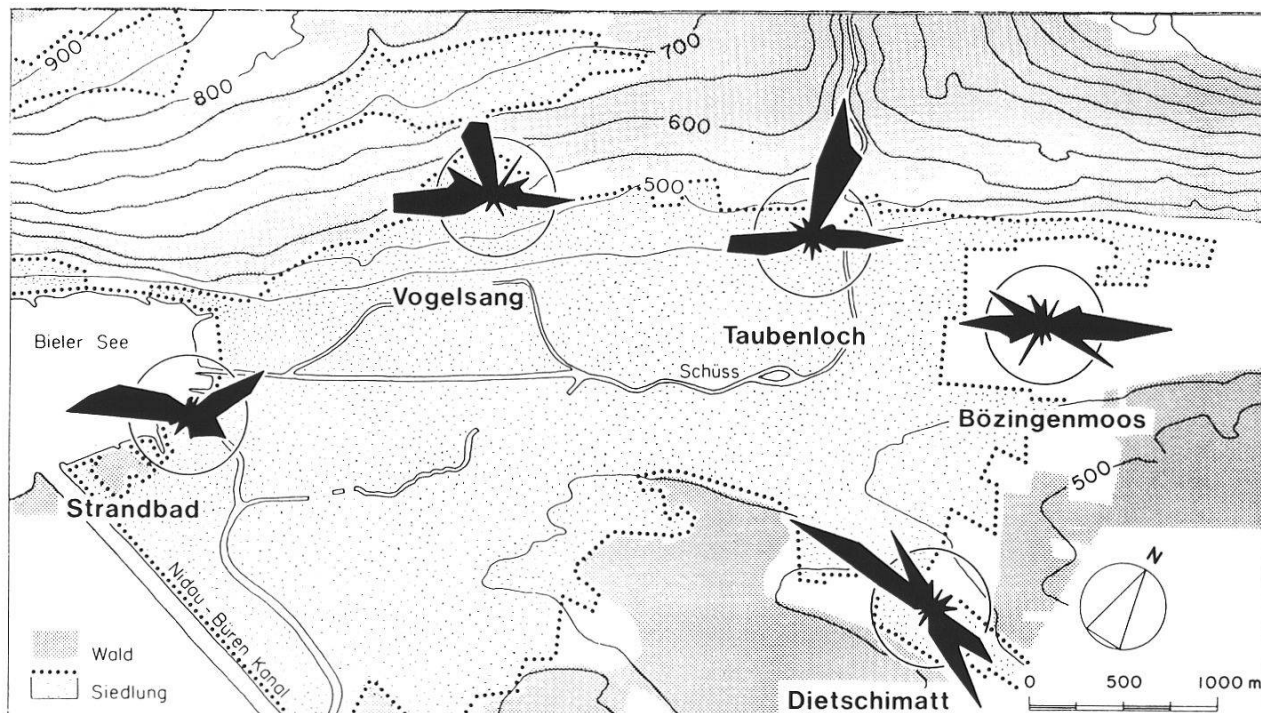 900
800
700
600
500
Vogelsang
Taubenloch
Bieler See
Schüss
Bözingenmoos
500
Strandbad
Nidau - Büren Kanal
N
Wald
Siedlung
Dietschimatt
0 500 1000 m